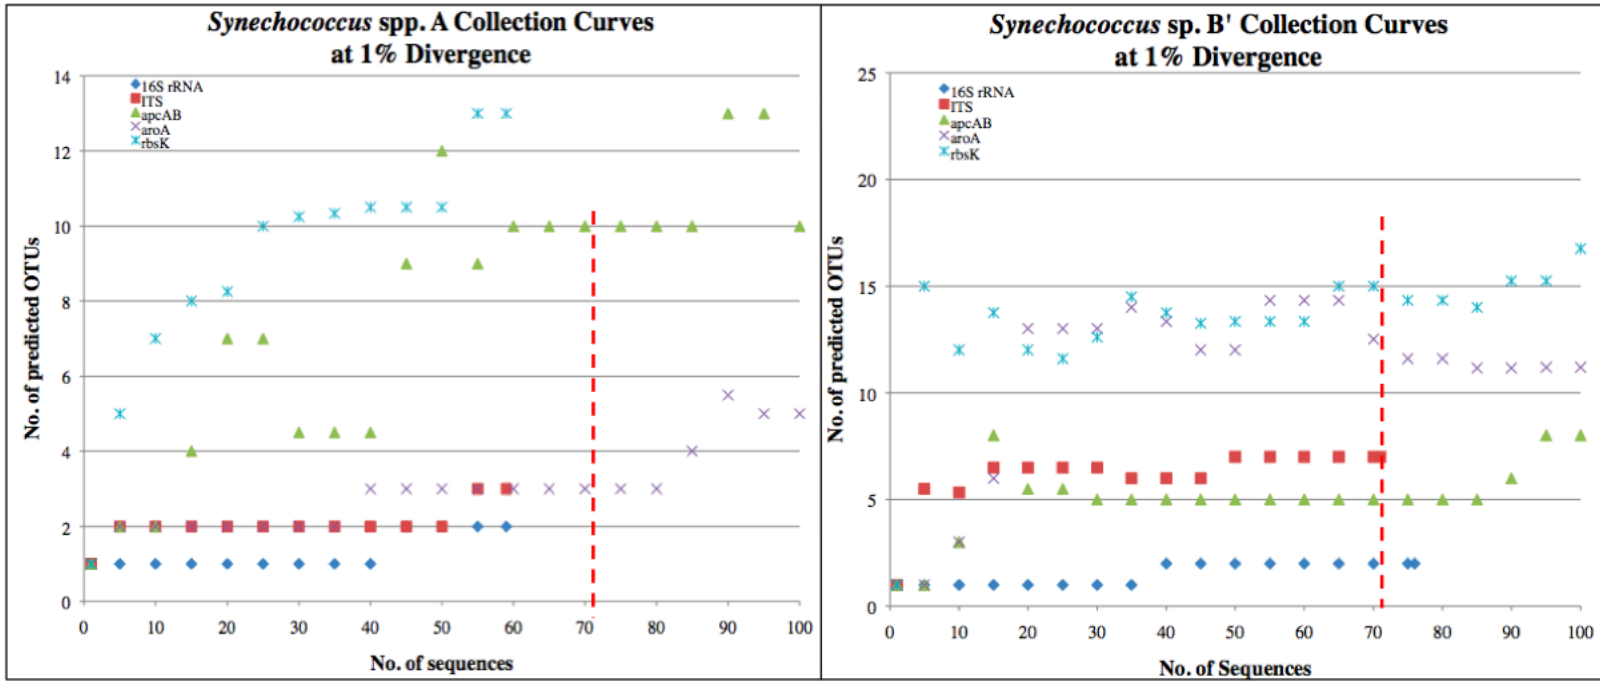 Synechococcus spp. A Collection Curves
at 1% Divergence
14
12
10
8
6
4
2
0
No. of predicted OTUs
16S rRNA
ITS
apcAB
aroA
rbsK
0 10 20 30 40 50 60 70 80 90 100
No. of sequences
Synechococcus sp. B' Collection Curves
at 1% Divergence
25
20
15
10
5
0
No. of predicted OTUs
16S rRNA
ITS
apcAB
aroA
rbsK
0 10 20 30 40 50 60 70 80 90 100
No. of Sequences